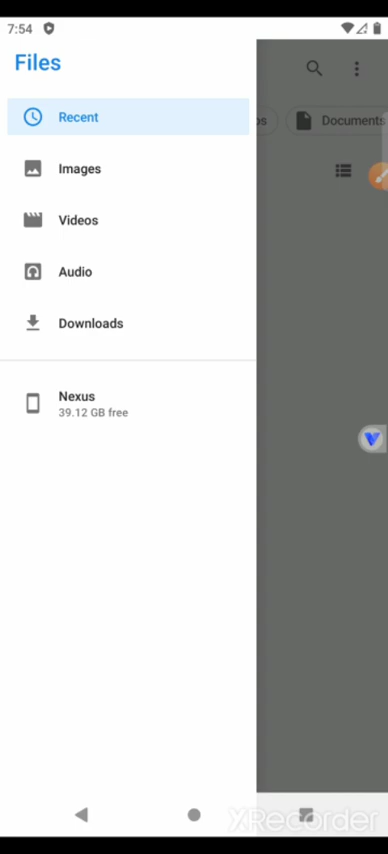 7:54
Files
Recent
Images
Videos
Audio
Downloads
Nexus
39.12 GB free
Documents
XRecorder